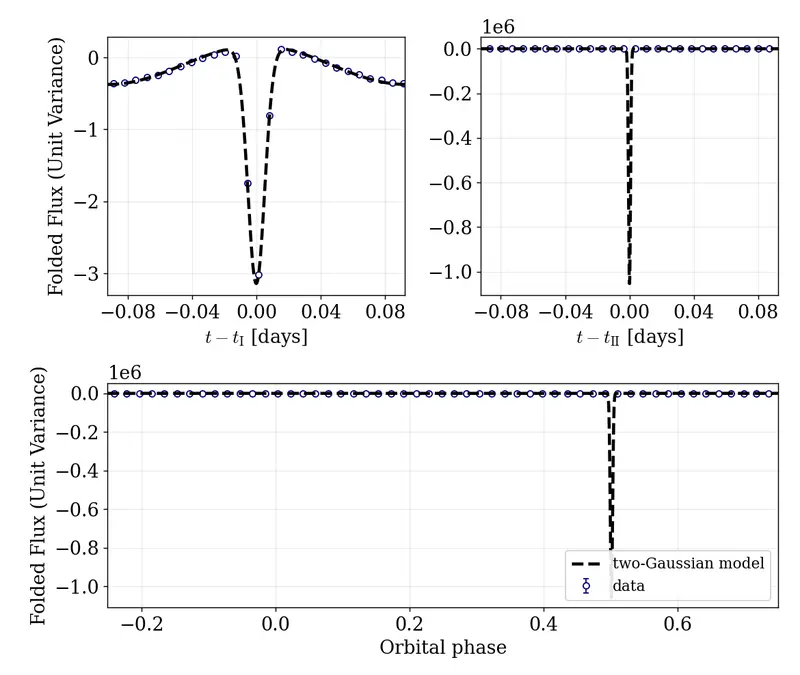 1e6
Folded Flux (Unit Variance)
0
−1
−2
−3
0.0
−0.2
−0.4
−0.6
−0.8
−1.0
−0.08 −0.04 0.00 0.04 0.08
−0.08 −0.04 0.00 0.04 0.08
t − t_I [days]
t − t_II [days]
1e6
Folded Flux (Unit Variance)
0.0
−0.2
−0.4
−0.6
−0.8
−1.0
two-Gaussian model
data
−0.2 0.0 0.2 0.4 0.6
Orbital phase